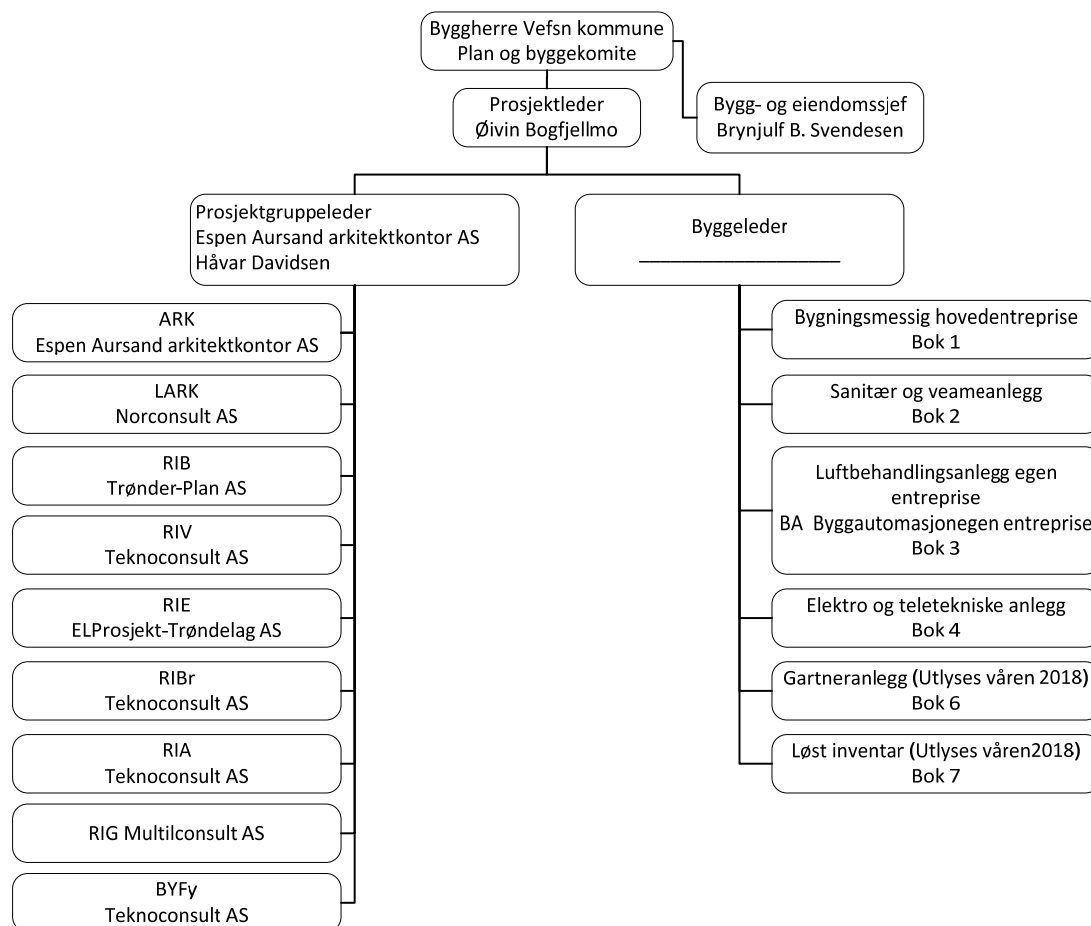 Byggherre Vefsn kommune
Plan og byggekomite
Prosjektleder
Øivin Bogfjellmo
Bygg- og eiendomssjef
Brynjulf B. Svendesen
Prosjektgruppeleder
Espen Aursand arkitektkontor AS
Håvar Davidsen
Byggeleder
ARK
Espen Aursand arkitektkontor AS
LARK
Norconsult AS
RIB
Trønder-Plan AS
RIV
Teknoconsult AS
RIE
ELProsjekt-Trøndelag AS
RIBr
Teknoconsult AS
RIA
Teknoconsult AS
RIG Multilconsult AS
BYFy
Teknoconsult AS
Bygningsmessig hovedentreprise
Bok 1
Sanitær og veameanlegg
Bok 2
Luftbehandlingsanlegg egen
entreprise
BA Byggautomasjonegen entreprise
Bok 3
Elektro og teletekniske anlegg
Bok 4
Gartneranlegg (Utlyses våren 2018)
Bok 6
Løst inventar (Utlyses våren2018)
Bok 7